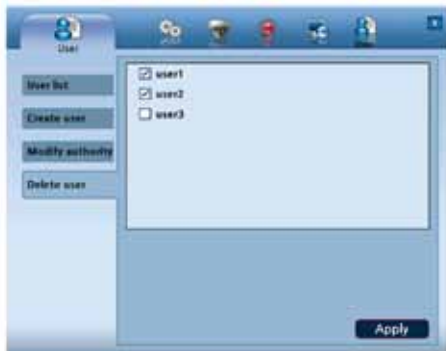 User
User list
Create user
Modify authority
Delete user
user1
user2
user3
Apply